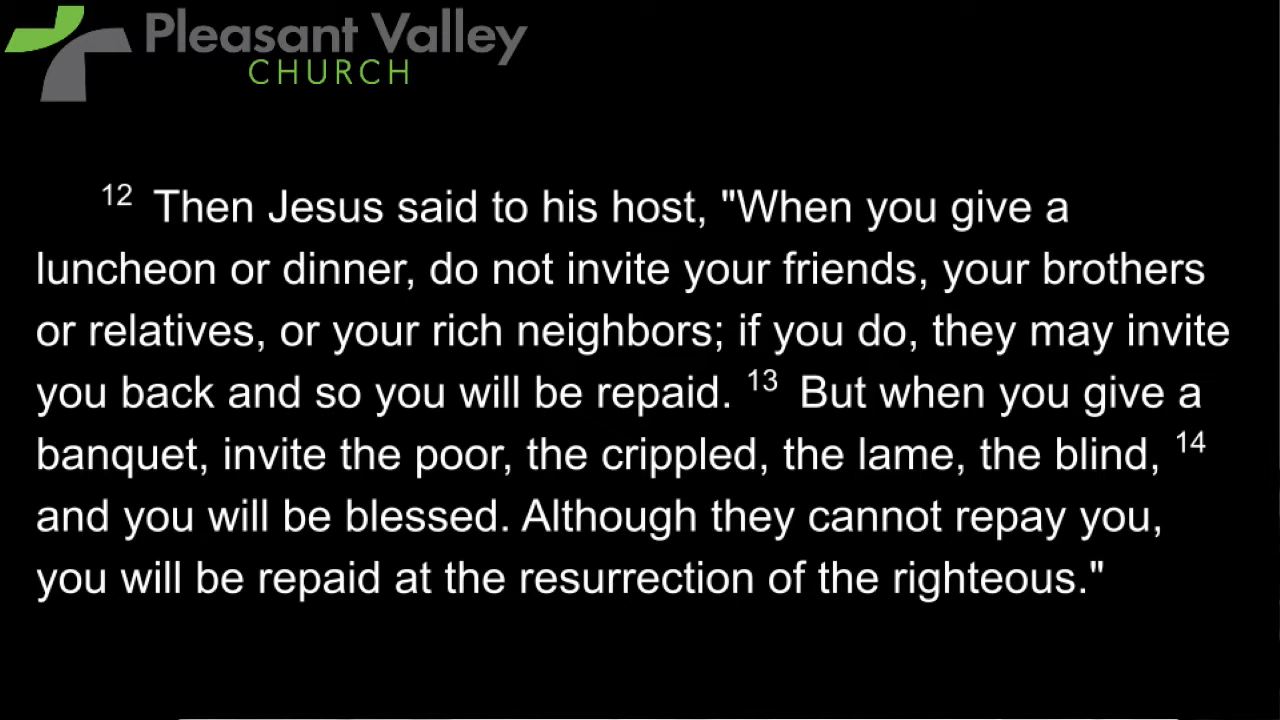 Pleasant Valley
CHURCH
12 Then Jesus said to his host, "When you give a
luncheon or dinner, do not invite your friends, your brothers
or relatives, or your rich neighbors; if you do, they may invite
you back and so you will be repaid. 13 But when you give a
banquet, invite the poor, the crippled, the lame, the blind, 14
and you will be blessed. Although they cannot repay you,
you will be repaid at the resurrection of the righteous."